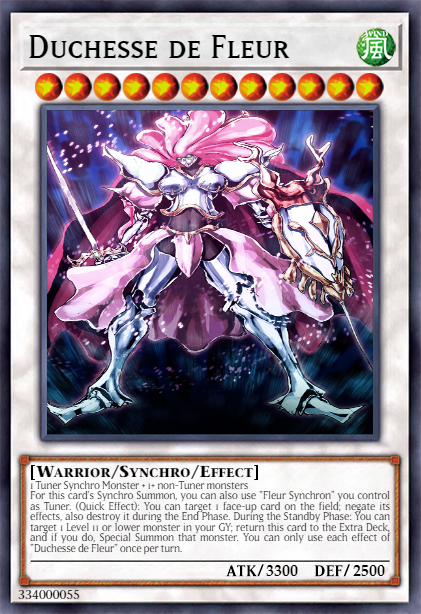 Duchesse de Fleur
WIND
風
[Warrior/Synchro/Effect]
1 Tuner Synchro Monster + 1+ non-Tuner monsters
For this card's Synchro Summon, you can also use "Fleur Synchron" you control
as Tuner. (Quick Effect): You can target 1 face-up card on the field; negate its
effects, also destroy it during the End Phase. During the Standby Phase: You can
target 1 Level 11 or lower monster in your GY; return this card to the Extra Deck,
and if you do, Special Summon that monster. You can only use each effect of
"Duchesse de Fleur" once per turn.
ATK/3300 DEF/2500
334000055